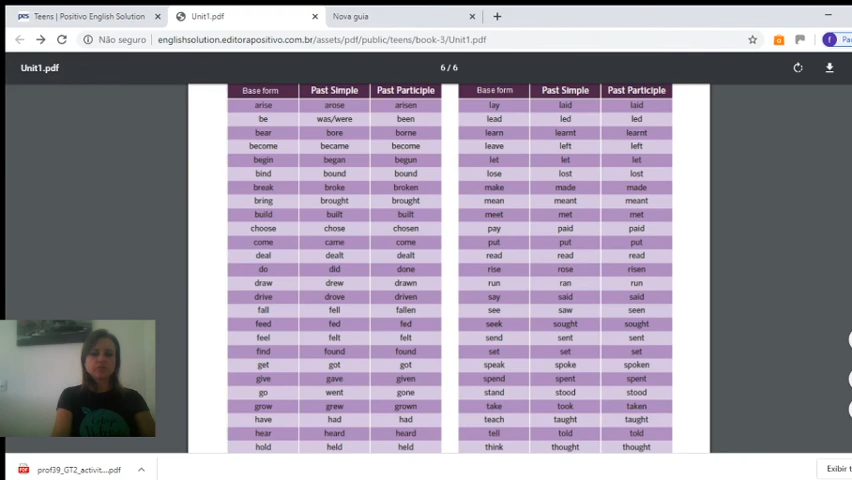 pes Teens | Positivo English Solution
Unit1.pdf
Nova guia
Não seguro englishsolution.editorapositivo.com.br/assets/pdf/public/teens/book-3/Unit1.pdf
f
Unit1.pdf 6 / 6
Base form Past Simple Past Participle Base form Past Simple Past Participle
arise arose arisen lay laid laid
be was/were been lead led led
bear bore borne learn learnt learnt
become became become leave left left
begin began begun let let let
bind bound bound lose lost lost
break broke broken make made made
bring brought brought mean meant meant
build built built meet met met
choose chose chosen pay paid paid
come came come put put put
deal dealt dealt read read read
do did done rise rose risen
draw drew drawn run ran run
drive drove driven say said said
fall fell fallen see saw seen
feed fed fed seek sought sought
feel felt felt send sent sent
find found found set set set
get got got speak spoke spoken
give gave given spend spent spent
go went gone stand stood stood
grow grew grown take took taken
have had had teach taught taught
hear heard heard tell told told
hold held held think thought thought
prof39_GT2_activit....pdf
Exibir